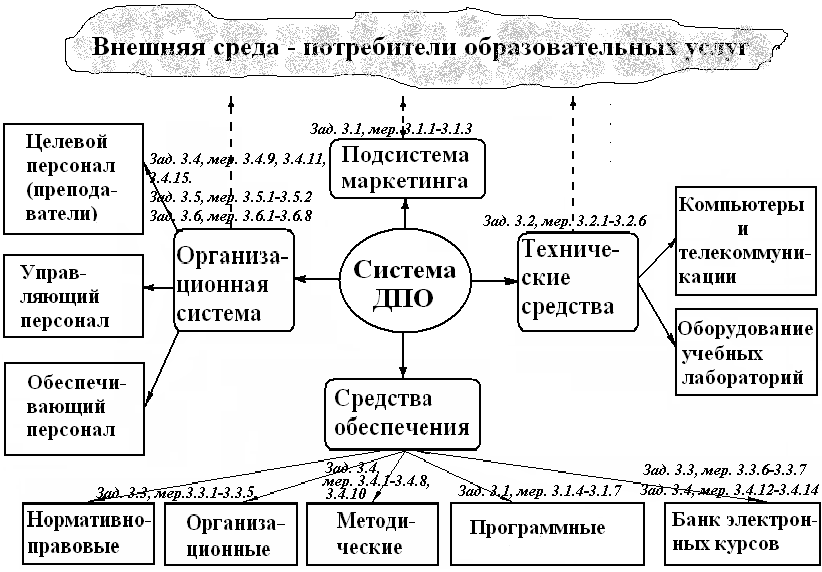 Внешняя среда - потребители образовательных услуг
Зад. 3.1, мер. 3.1.1-3.1.3
Подсистема
маркетинга
Целевой
персонал
(препода-
ватели)
Зад. 3.4, мер. 3.4.9, 3.4.11,
3.4.15.
Зад. 3.5, мер. 3.5.1-3.5.2
Зад. 3.6, мер. 3.6.1-3.6.8
Организа-
ционная
система
Управ-
ляющий
персонал
Обеспечи-
вающий
персонал
Система
ДПО
Зад. 3.2, мер. 3.2.1-3.2.6
Техниче-
ские
средства
Компьютеры
и
телекоммуни-
кации
Оборудование
учебных
лабораторий
Средства
обеспечения
Зад. 3.3, мер.3.3.1-3.3.5
Зад. 3.4,
мер. 3.4.1-3.4.8,
3.4.10
Зад. 3.1, мер. 3.1.4-3.1.7
Зад. 3.3, мер. 3.3.6-3.3.7
Зад. 3.4, мер. 3.4.12-3.4.14
Нормативно-
правовые
Организа-
ционные
Методи-
ческие
Программные
Банк электрон-
ных курсов